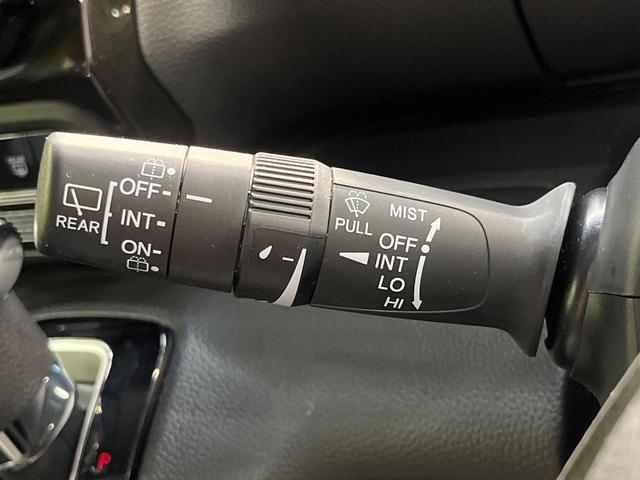 OFF
REAR
INT
ON
PULL
MIST
OFF
INT
LO
HI
P